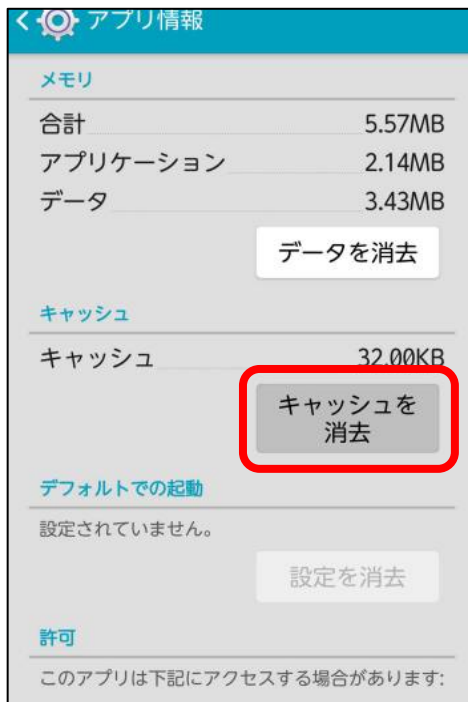 アプリ情報
メモリ
合計 5.57MB
アプリケーション 2.14MB
データ 3.43MB
データを消去
キャッシュ
キャッシュ 32.00KB
キャッシュを
消去
デフォルトでの起動
設定されていません。
設定を消去
許可
このアプリは下記にアクセスする場合があります: